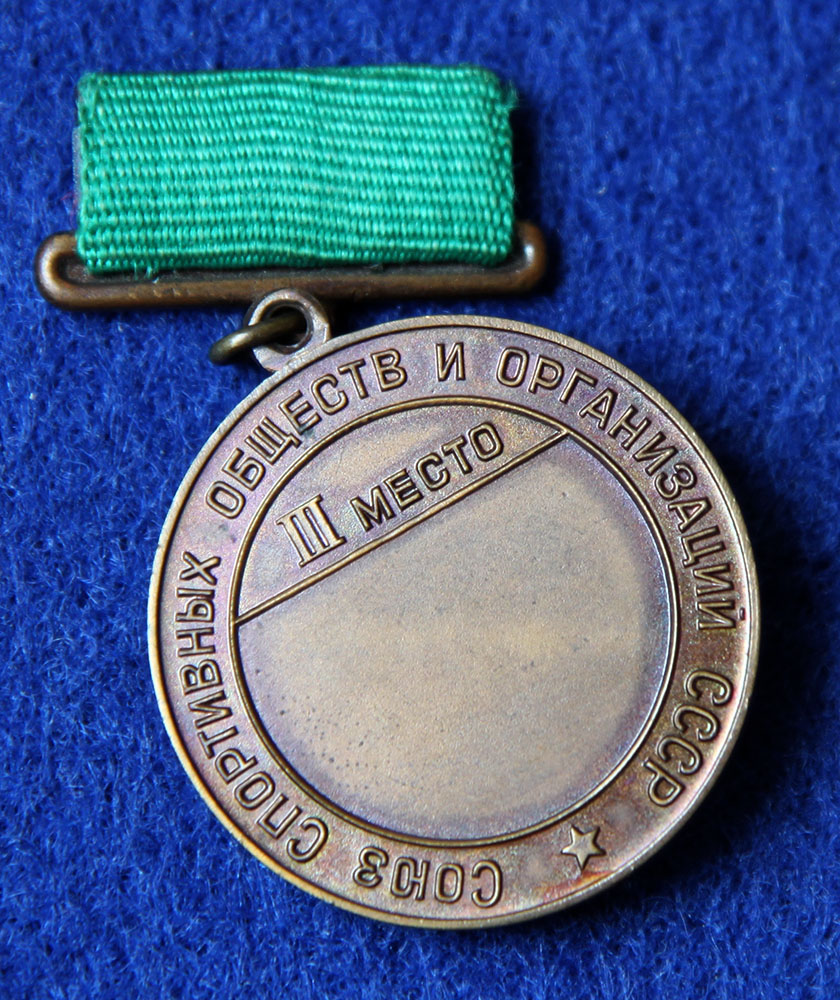 СОЮЗ СПОРТИВНЫХ ОБЩЕСТВ И ОРГАНИЗАЦИЙ СССР
III МЕСТО